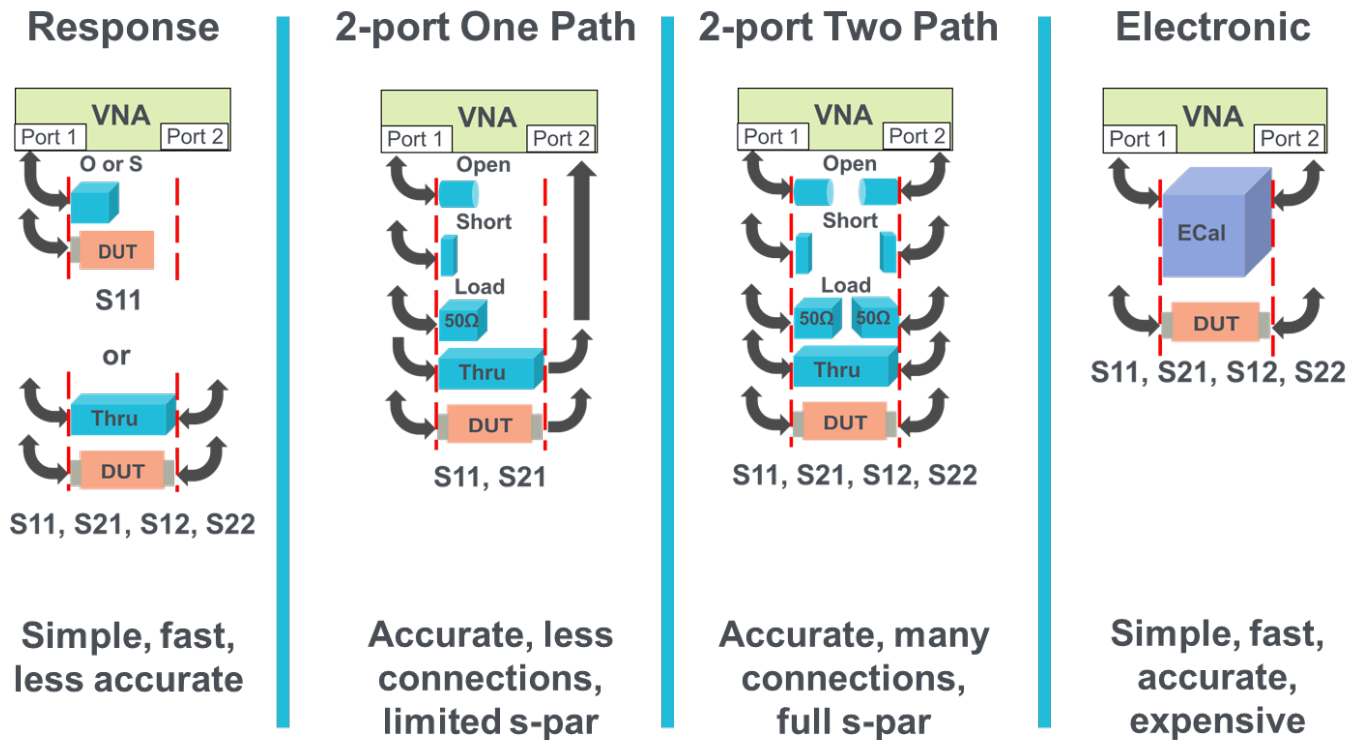 Response
VNA
Port 1
Port 2
O or S
DUT
S11
or
Thru
DUT
S11, S21, S12, S22
Simple, fast,
less accurate
2-port One Path
VNA
Port 1
Port 2
Open
Short
Load
50Ω
Thru
DUT
S11, S21
Accurate, less
connections,
limited s-par
2-port Two Path
VNA
Port 1
Port 2
Open
Short
Load
50Ω
50Ω
Thru
DUT
S11, S21, S12, S22
Accurate, many
connections,
full s-par
Electronic
VNA
Port 1
Port 2
ECal
DUT
S11, S21, S12, S22
Simple, fast,
accurate,
expensive